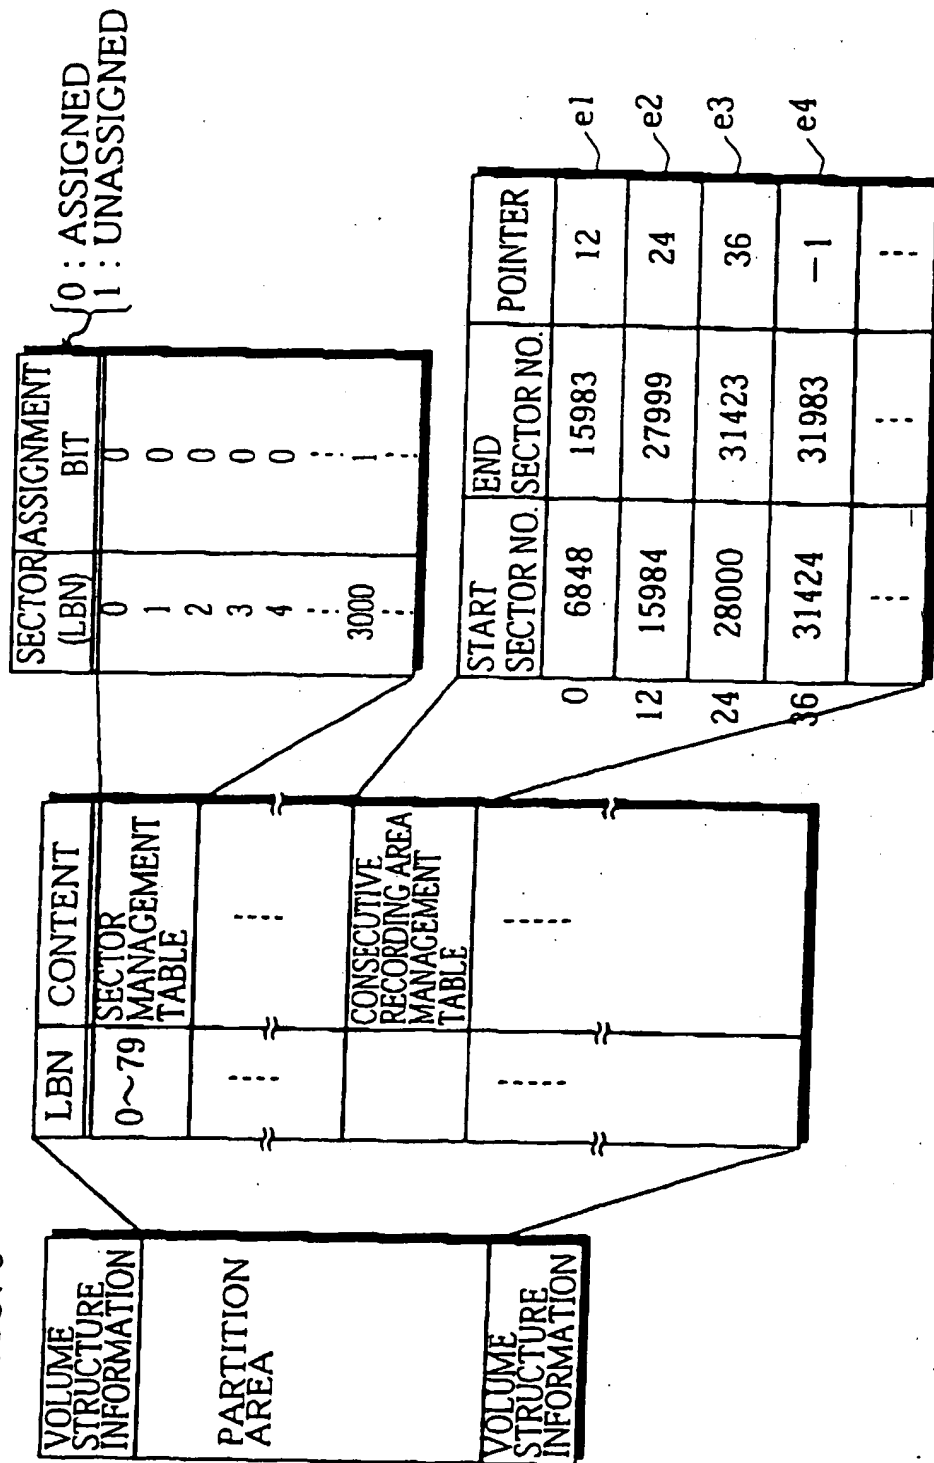 VOLUME
STRUCTURE
INFORMATION
PARTITION
AREA
VOLUME
STRUCTURE
INFORMATION
LBN CONTENT
0~79 SECTOR
MANAGEMENT
TABLE
CONSECUTIVE
RECORDING AREA
MANAGEMENT
TABLE
SECTOR ASSIGNMENT
(LBN) BIT
0 0
1 0
2 0
3 0
4 0
3000 1
0 : ASSIGNED
1 : UNASSIGNED
START END POINTER
SECTOR NO. SECTOR NO.
0 6848 15983 12 e1
12 15984 27999 24 e2
24 28000 31423 36 e3
36 31424 31983 −1 e4